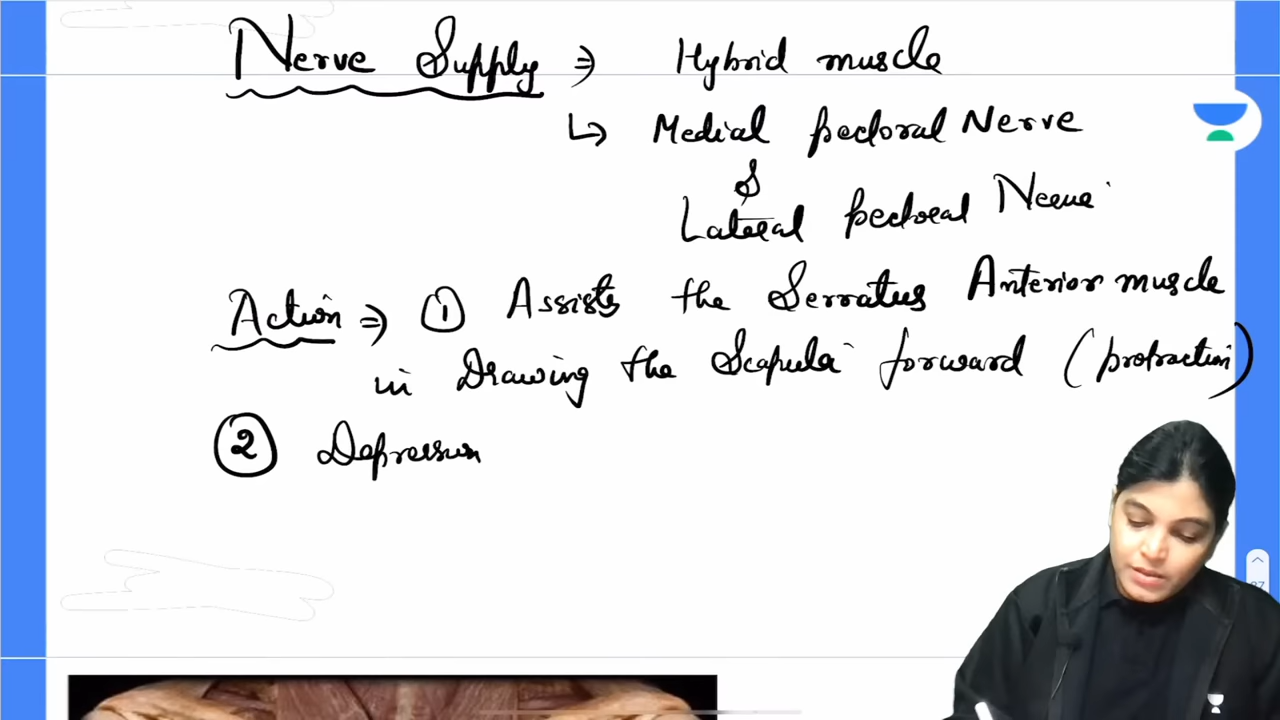 Nerve Supply ⇒ Hybrid muscle
↳ Medial pectoral Nerve
&
Lateral pectoral Nerve
Action ⇒ ① Assists the Serratus Anterior muscle
in Drawing the Scapula forward (protraction)
② Depression